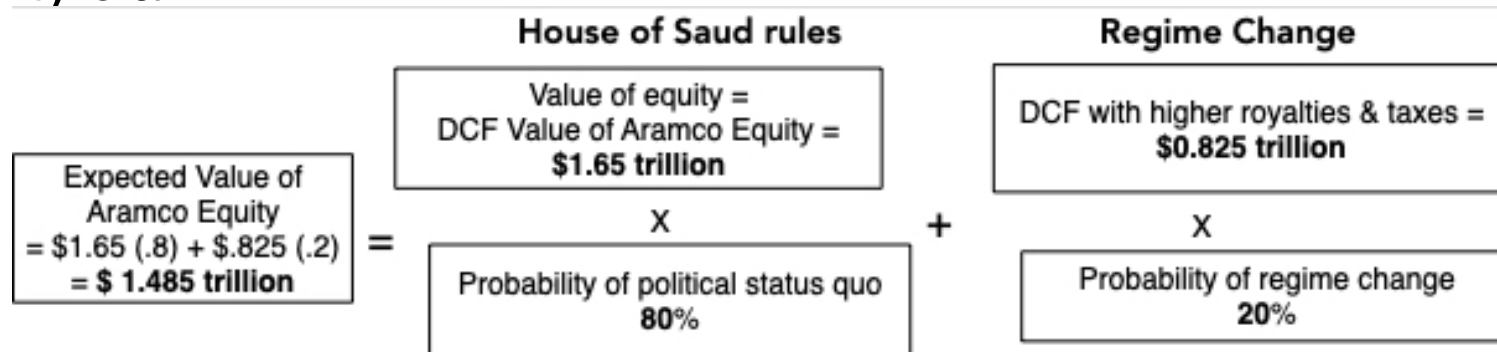 House of Saud rules
Regime Change
Value of equity =
DCF Value of Aramco Equity =
$1.65 trillion
DCF with higher royalties & taxes =
$0.825 trillion
Expected Value of
Aramco Equity
= $1.65 (.8) + $.825 (.2)
= $ 1.485 trillion
=
X
+
X
Probability of political status quo
80%
Probability of regime change
20%